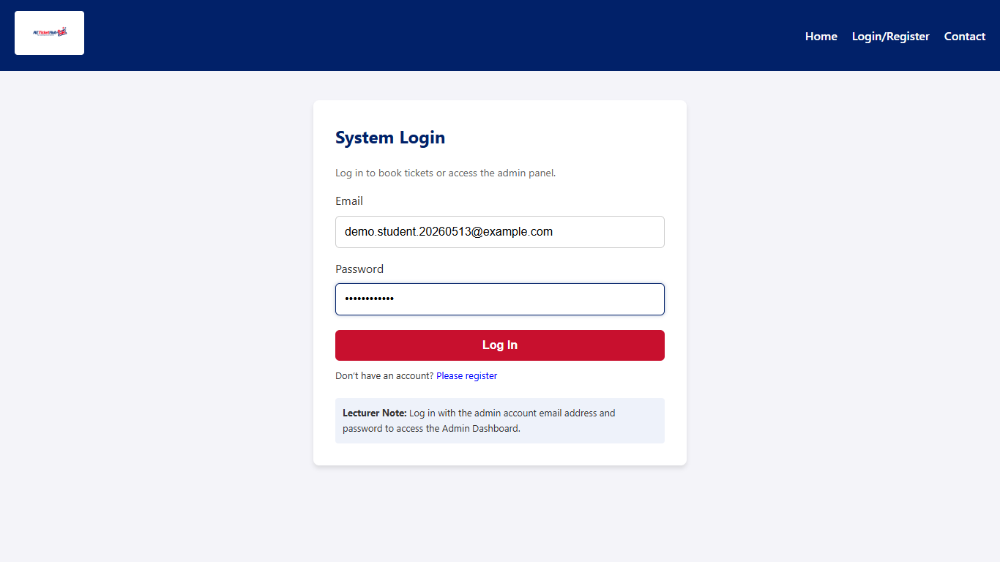 AETicketHub
Home
Login/Register
Contact
System Login
Log in to book tickets or access the admin panel.
Email
demo.student.20260513@example.com
Password
••••••••••••
Log In
Don't have an account? Please register
Lecturer Note: Log in with the admin account email address and
password to access the Admin Dashboard.